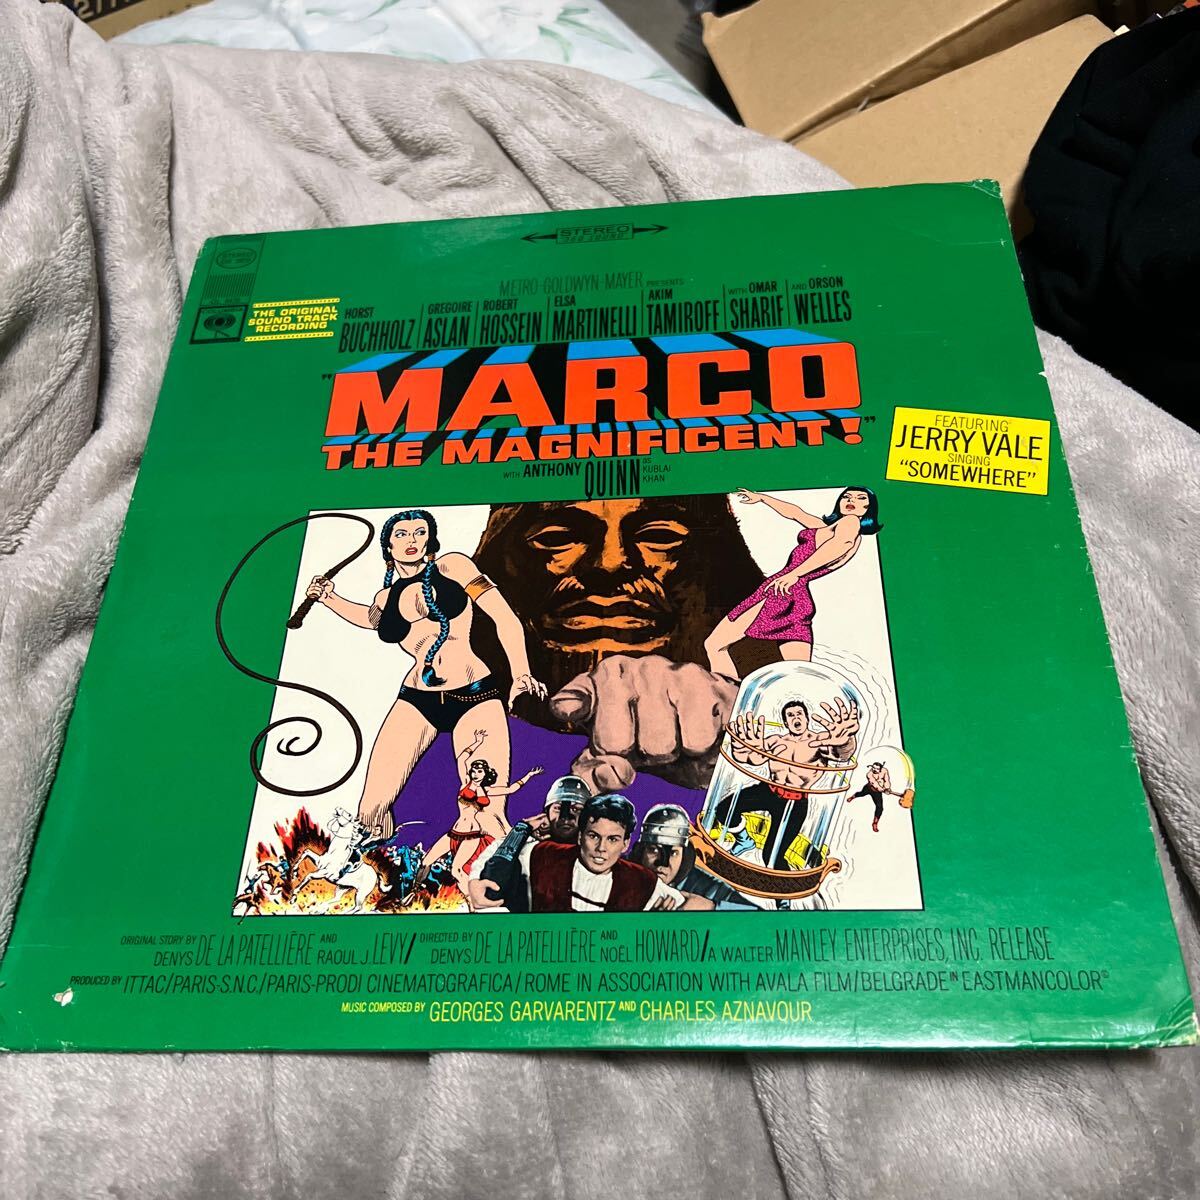 STEREO
360 SOUND
STEREO
COLUMBIA
THE ORIGINAL
SOUND TRACK
RECORDING
METRO-GOLDWYN-MAYER PRESENTS
HORST BUCHHOLZ
GREGOIRE ASLAN
ROBERT HOSSEIN
ELSA MARTINELLI
AKIM TAMIROFF
WITH OMAR SHARIF
AND ORSON WELLES
"MARCO
THE MAGNIFICENT!"
WITH ANTHONY QUINN AS KUBLAI KHAN
FEATURING
JERRY VALE
SINGING
"SOMEWHERE"
ORIGINAL STORY BY DENYS DE LA PATELLIÈRE AND RAOUL J. LEVY/DIRECTED BY DENYS DE LA PATELLIÈRE AND NOËL HOWARD/A WALTER MANLEY ENTERPRISES, INC. RELEASE
PRODUCED BY ITTAC/PARIS-S.N.C./PARIS-PRODI CINEMATOGRAFICA/ROME IN ASSOCIATION WITH AVALA FILM/BELGRADE IN EASTMANCOLOR®
MUSIC COMPOSED BY GEORGES GARVARENTZ AND CHARLES AZNAVOUR